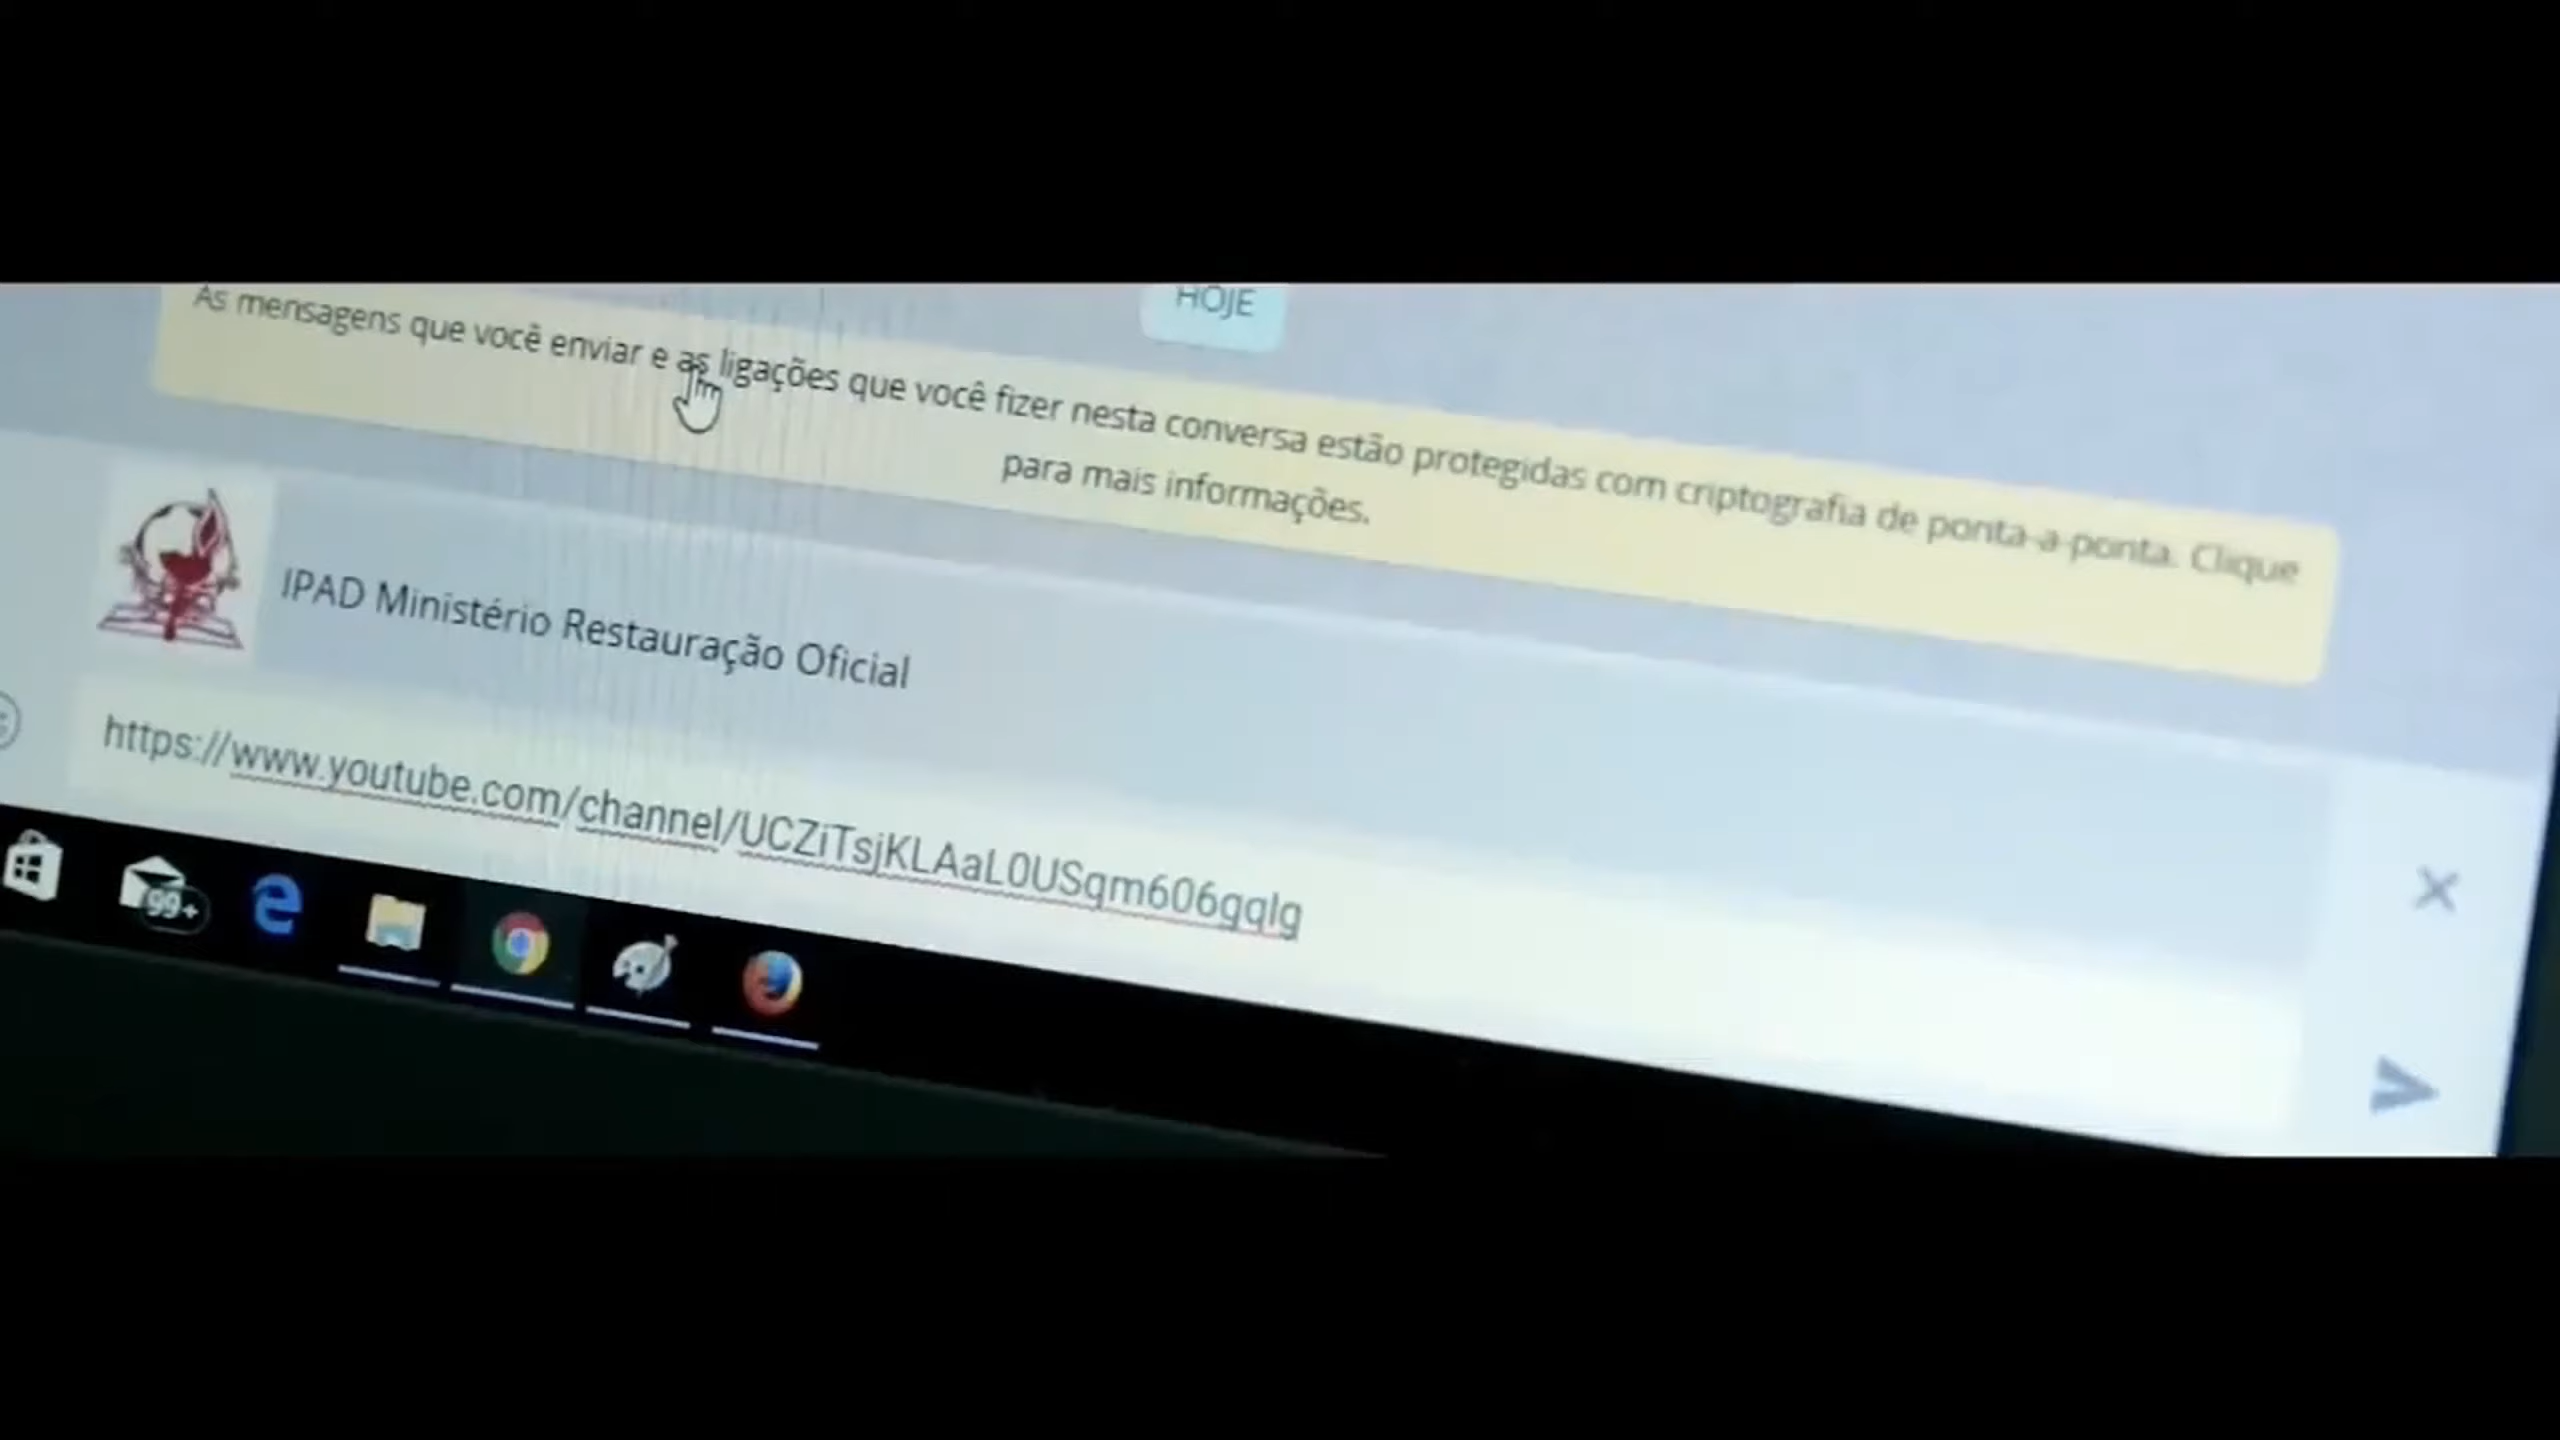 HOJE
As mensagens que você enviar e as ligações que você fizer nesta conversa estão protegidas com criptografia de ponta-a-ponta. Clique
para mais informações.
IPAD Ministério Restauração Oficial
https://www.youtube.com/channel/UCZiTsjKLAaL0USqm606gqlg
99+